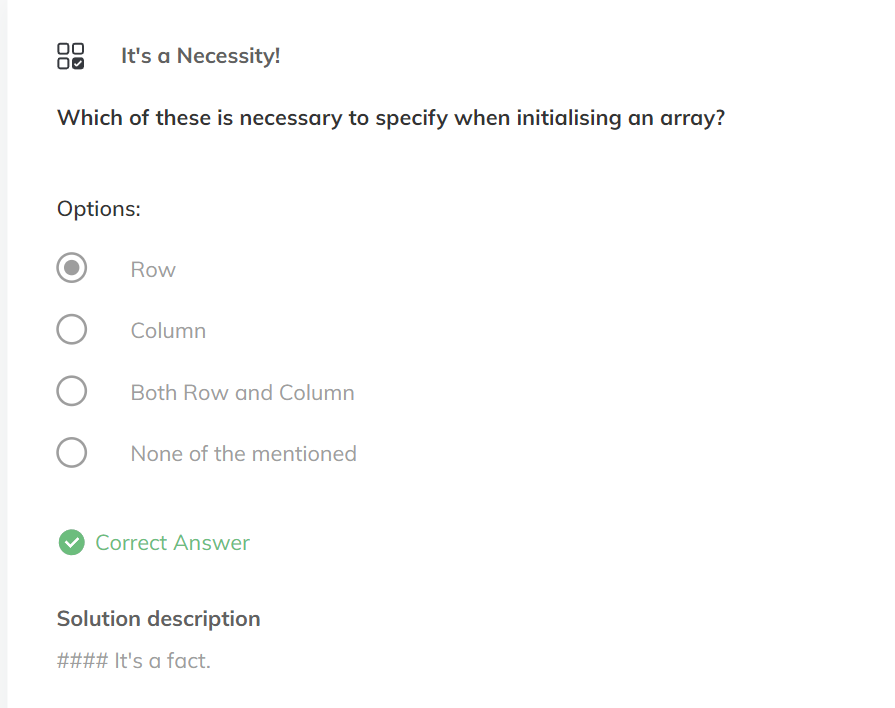 It's a Necessity!
Which of these is necessary to specify when initialising an array?
Options:
Row
Column
Both Row and Column
None of the mentioned
Correct Answer
Solution description
#### It's a fact.